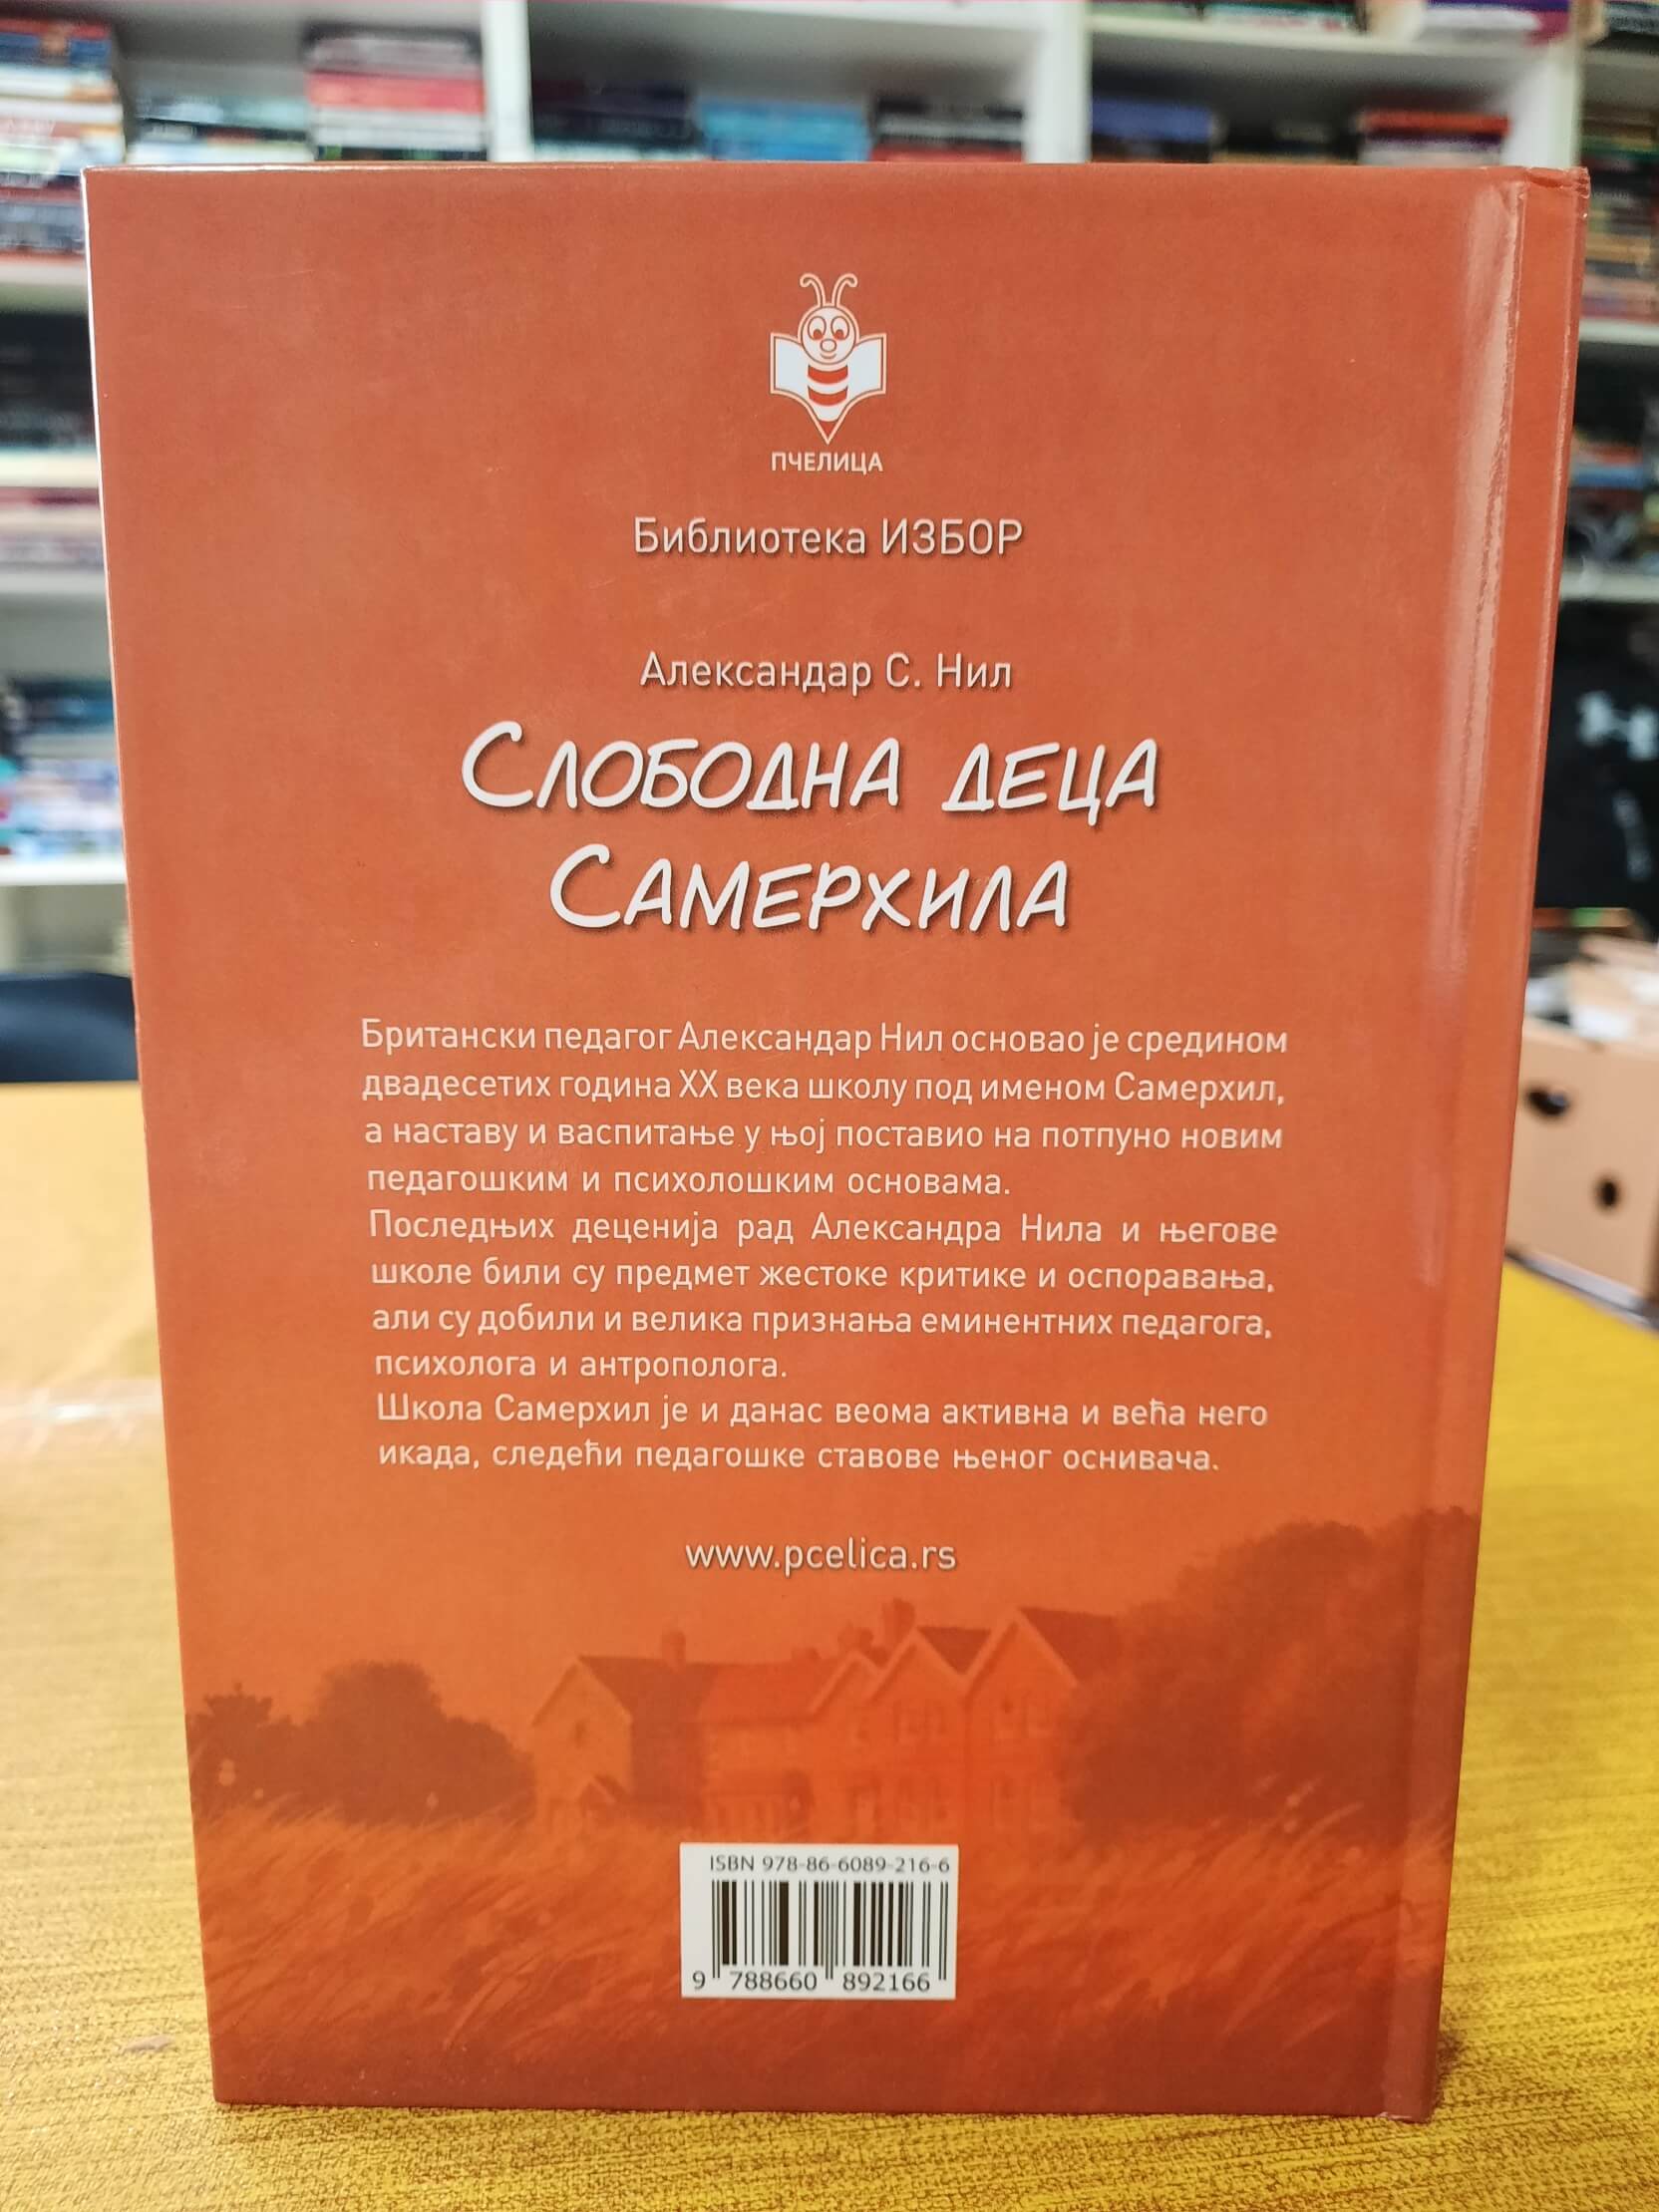 ПЧЕЛИЦА
Библиотека ИЗБОР
Александар С. Нил
Слободна деца
Самерхила
Британски педагог Александар Нил основао је средином
двадесетих година XX века школу под именом Самерхил,
а наставу и васпитање у њој поставио на потпуно новим
педагошким и психолошким основама.
Последњих деценија рад Александра Нила и његове
школе били су предмет жестоке критике и оспоравања,
али су добили и велика признања еминентних педагога,
психолога и антрополога.
Школа Самерхил је и данас веома активна и већа него
икада, следећи педагошке ставове њеног оснивача.
www.pcelica.rs
ISBN 978-86-6089-216-6
9 788660 892166